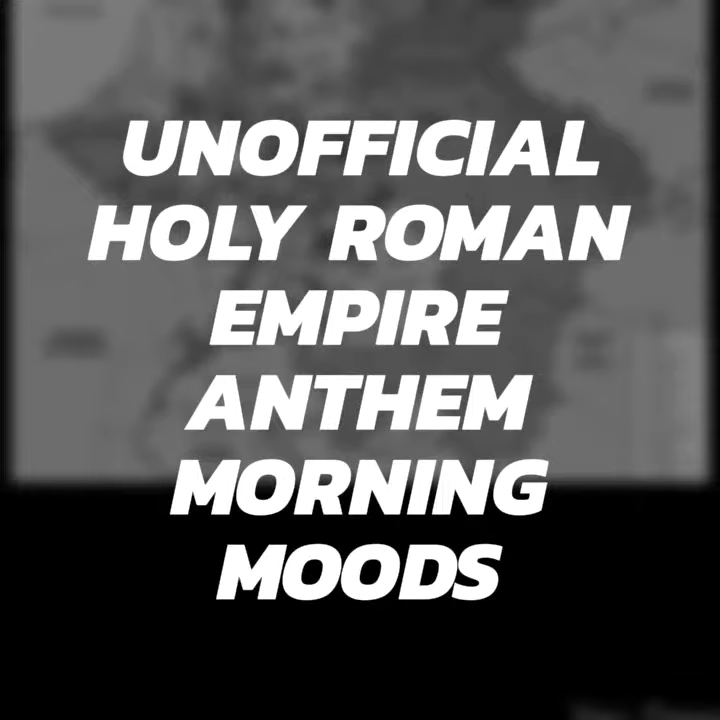 UNOFFICIAL
HOLY ROMAN
EMPIRE
ANTHEM
MORNING
MOODS